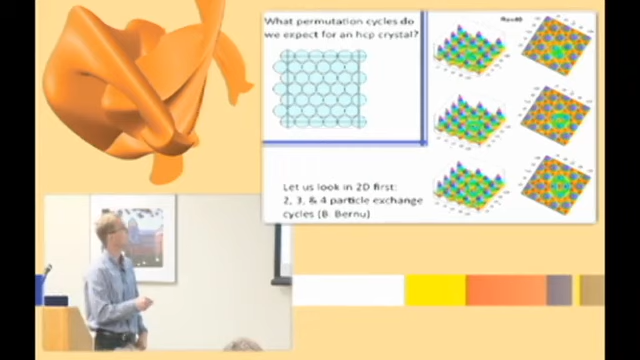 What permutation cycles do
we expect for an hcp crystal?
Let us look in 2D first:
2, 3, & 4 particle exchange
cycles (B. Bernu)